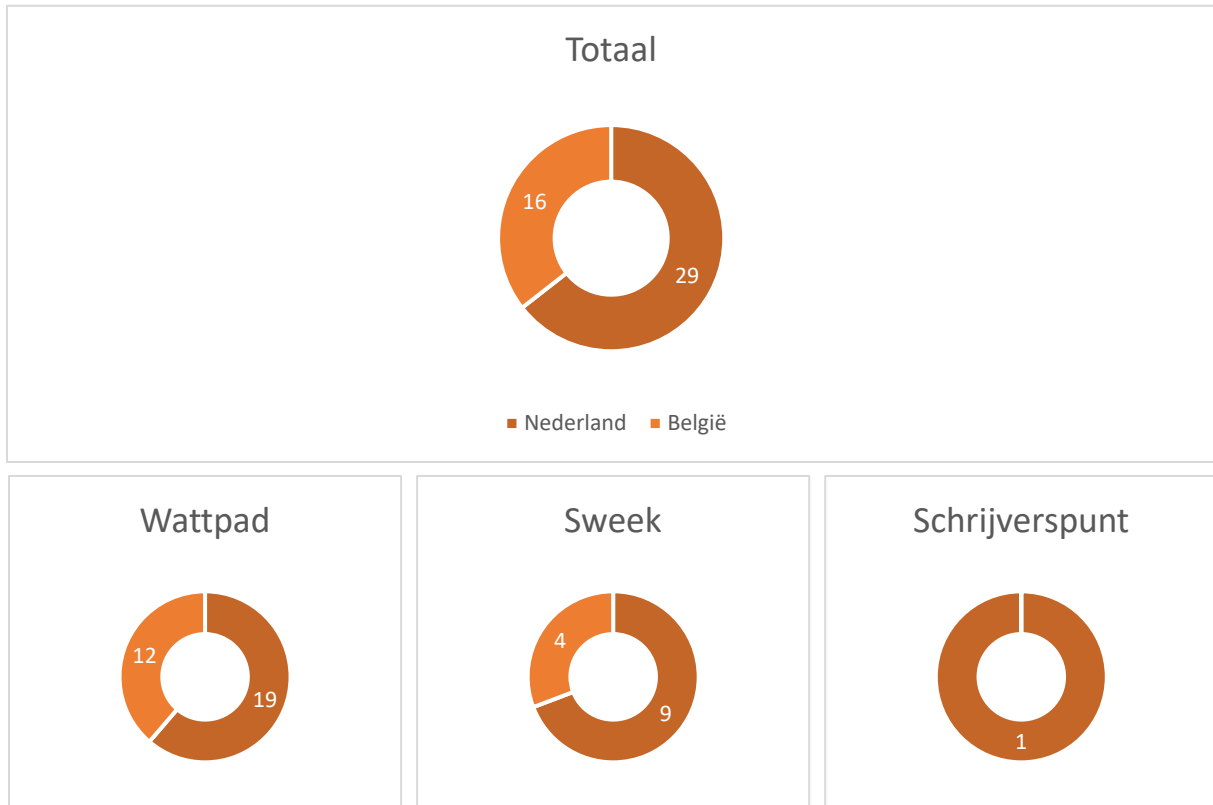 Totaal
16
29
Nederland België
Wattpad
12
19
Sweek
4
9
Schrijverspunt
1